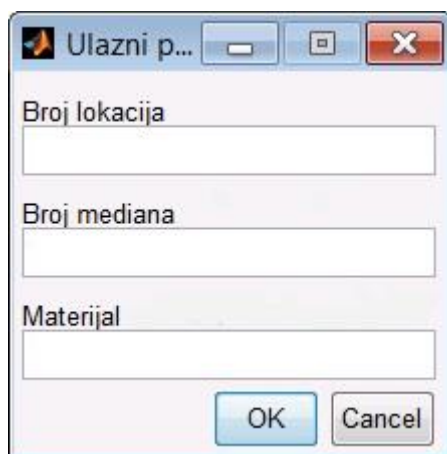 Ulazni p...
Broj lokacija
Broj mediana
Materijal
OK Cancel